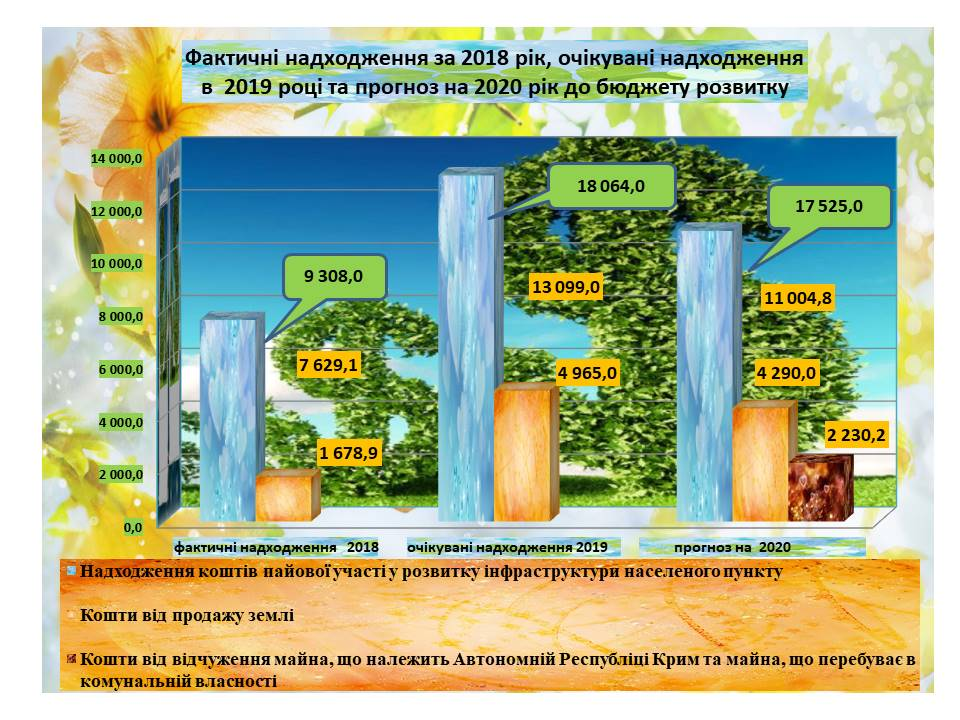 Фактичні надходження за 2018 рік, очікувані надходження
в 2019 році та прогноз на 2020 рік до бюджету розвитку
14 000,0
12 000,0
10 000,0
8 000,0
6 000,0
4 000,0
2 000,0
0,0
9 308,0
7 629,1
1 678,9
18 064,0
13 099,0
4 965,0
17 525,0
11 004,8
4 290,0
2 230,2
фактичні надходження 2018
очікувані надходження 2019
прогноз на 2020
Надходження коштів пайової участі у розвитку інфраструктури населеного пункту
Кошти від продажу землі
Кошти від відчуження майна, що належить Автономній Республіці Крим та майна, що перебуває в
комунальній власності